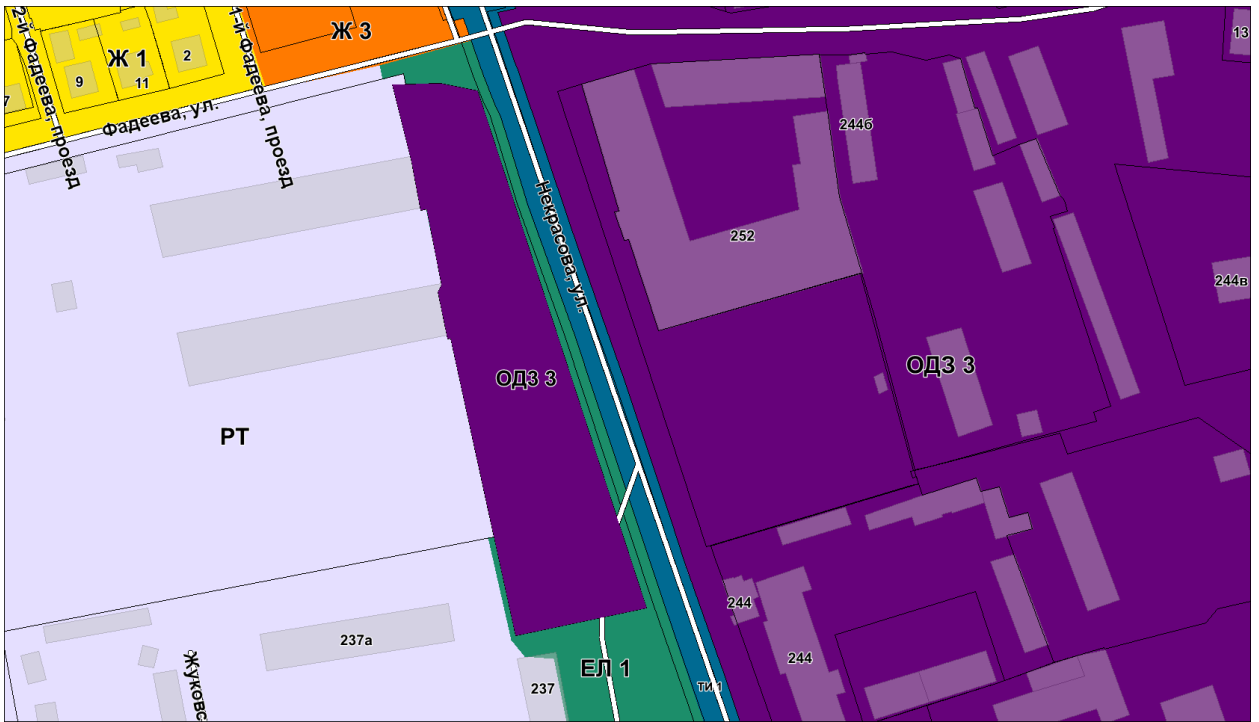 2-й Фадеева, проезд
1-й Фадеева, проезд
Ж 3
13
Ж 1
2
9
11
7
Фадеева, ул.
244б
Некрасова, ул.
252
244в
ОДЗ 3
ОДЗ 3
РТ
244
237а
244
ЕЛ 1
Жуковс
237
ТИ 1